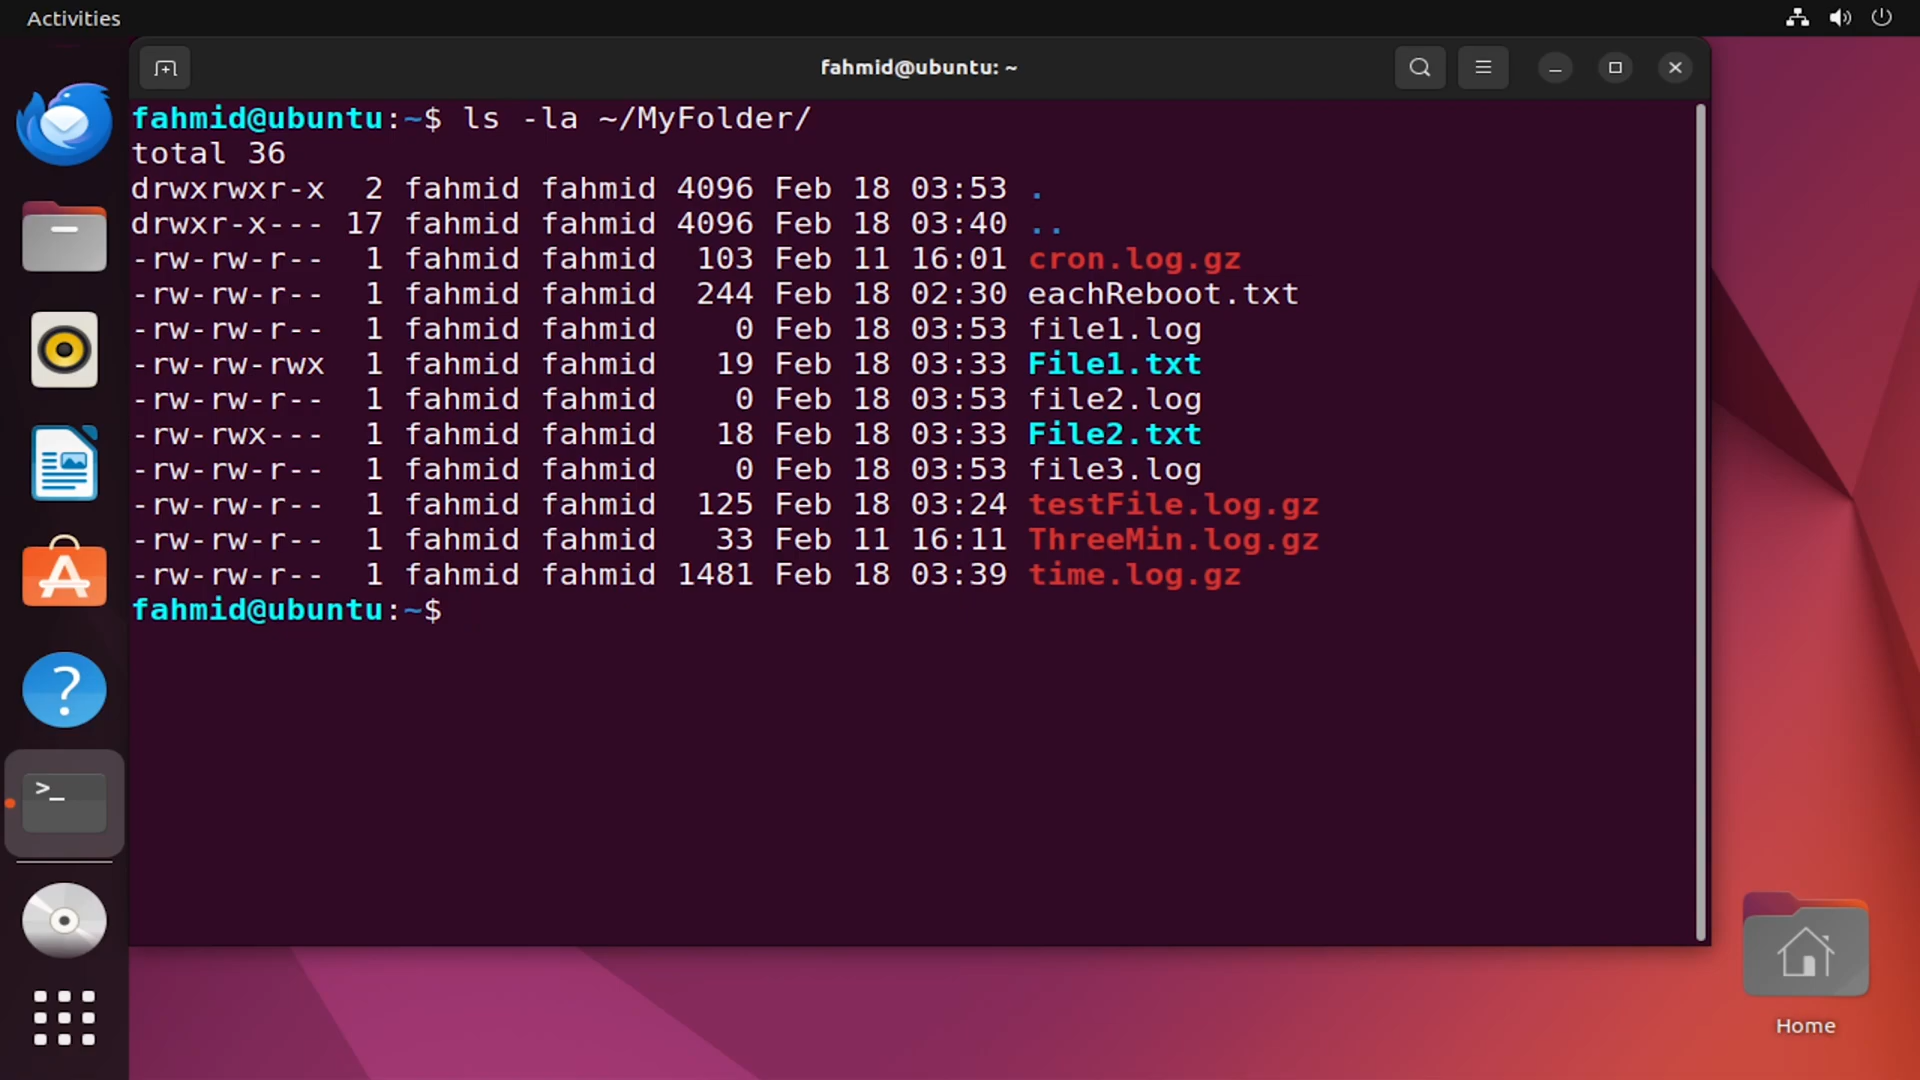 Activities
fahmid@ubuntu: ~
fahmid@ubuntu:~$ ls -la ~/MyFolder/
total 36
drwxrwxr-x  2 fahmid fahmid 4096 Feb 18 03:53 .
drwxr-x--- 17 fahmid fahmid 4096 Feb 18 03:40 ..
-rw-rw-r--  1 fahmid fahmid  103 Feb 11 16:01 cron.log.gz
-rw-rw-r--  1 fahmid fahmid  244 Feb 18 02:30 eachReboot.txt
-rw-rw-r--  1 fahmid fahmid    0 Feb 18 03:53 file1.log
-rw-rw-rwx  1 fahmid fahmid   19 Feb 18 03:33 File1.txt
-rw-rw-r--  1 fahmid fahmid    0 Feb 18 03:53 file2.log
-rw-rwx---  1 fahmid fahmid   18 Feb 18 03:33 File2.txt
-rw-rw-r--  1 fahmid fahmid    0 Feb 18 03:53 file3.log
-rw-rw-r--  1 fahmid fahmid  125 Feb 18 03:24 testFile.log.gz
-rw-rw-r--  1 fahmid fahmid   33 Feb 11 16:11 ThreeMin.log.gz
-rw-rw-r--  1 fahmid fahmid 1481 Feb 18 03:39 time.log.gz
fahmid@ubuntu:~$
Home